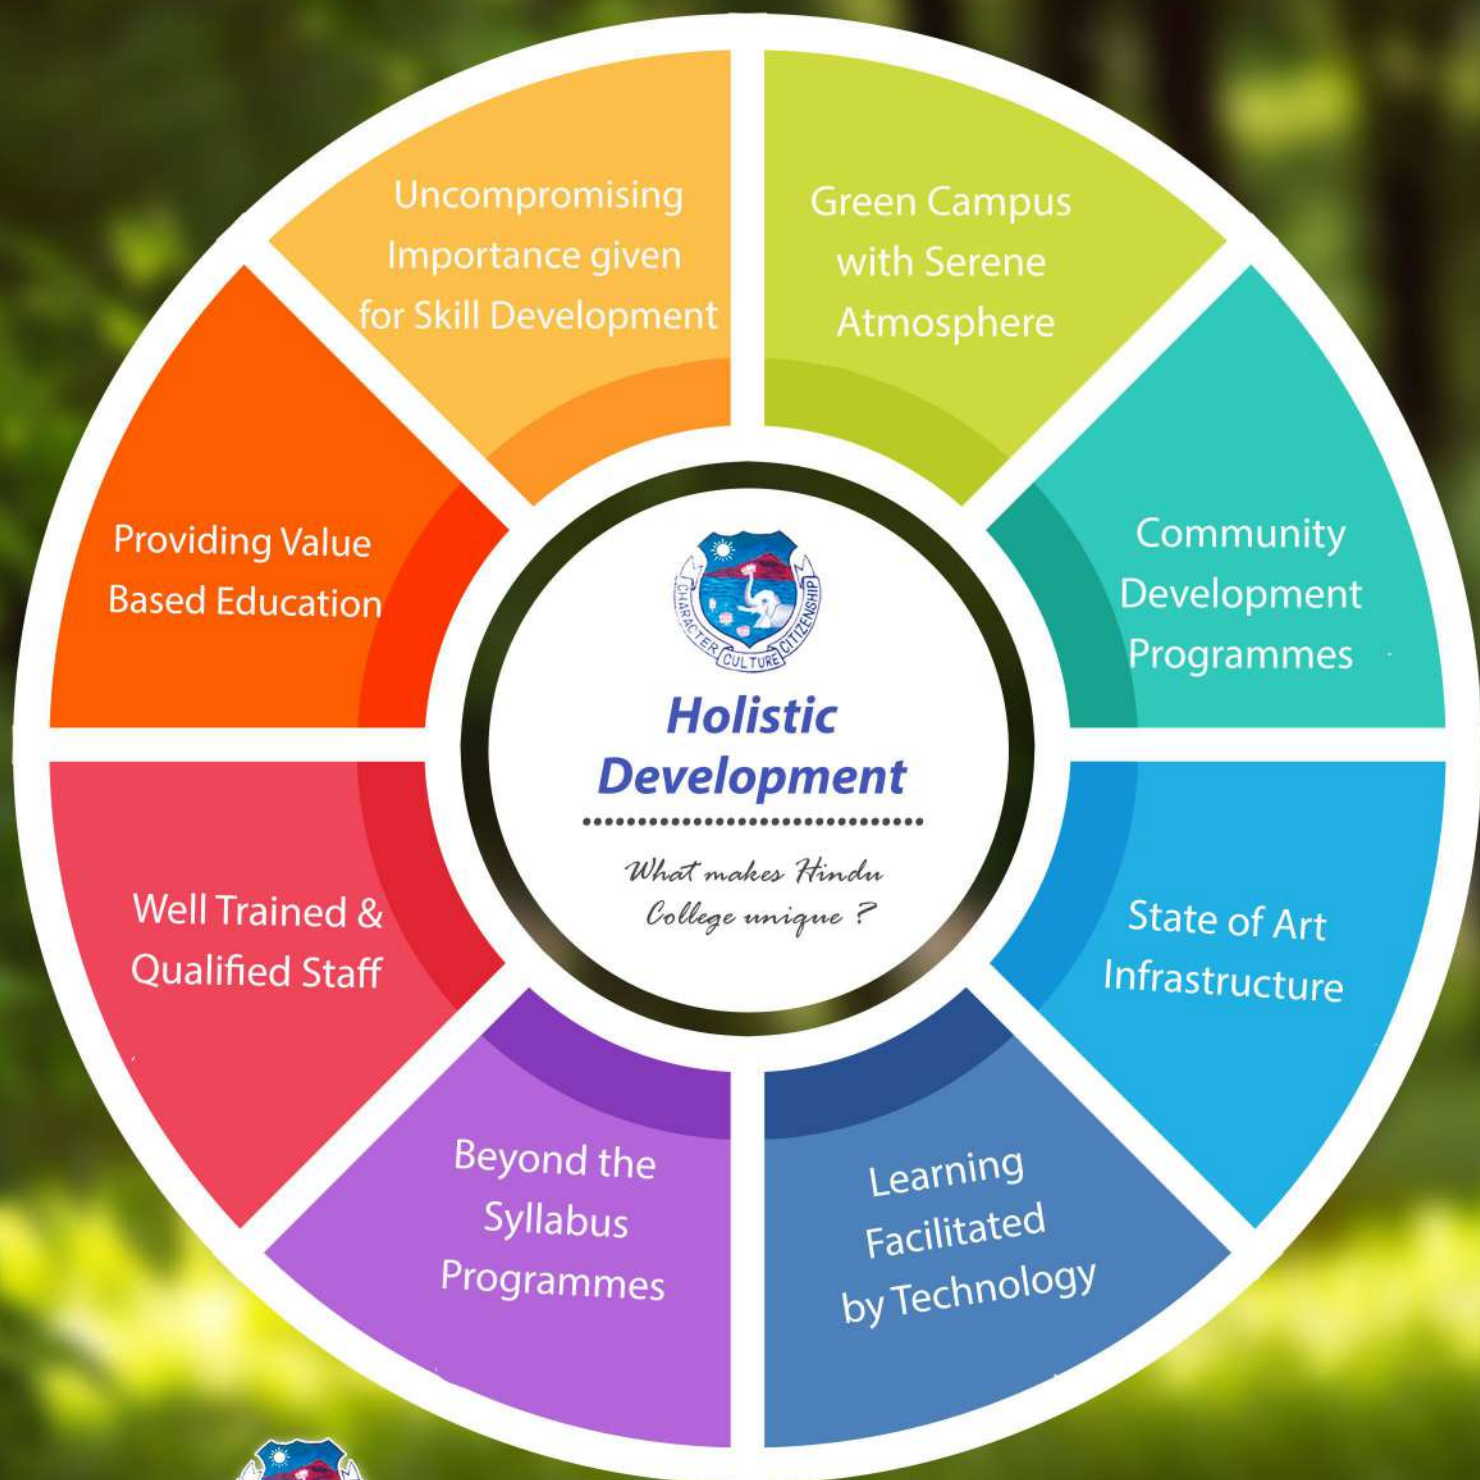 Uncompromising
Importance given
for Skill Development
Green Campus
with Serene
Atmosphere
Community
Development
Programmes
State of Art
Infrastructure
Learning
Facilitated
by Technology
Beyond the
Syllabus
Programmes
Well Trained &
Qualified Staff
Providing Value
Based Education
CHARACTER CULTURE CITIZENSHIP
Holistic
Development
What makes Hindu
College unique ?